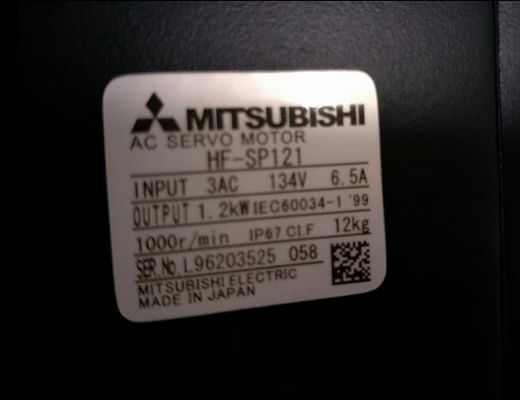 MITSUBISHI
AC SERVO MOTOR
HF-SP121
INPUT 3AC 134V 6.5A
OUTPUT 1.2kW IEC60034-1 '99
1000r/min IP67 CI.F 12kg
SER.No.L96203525 058
MITSUBISHI ELECTRIC
MADE IN JAPAN